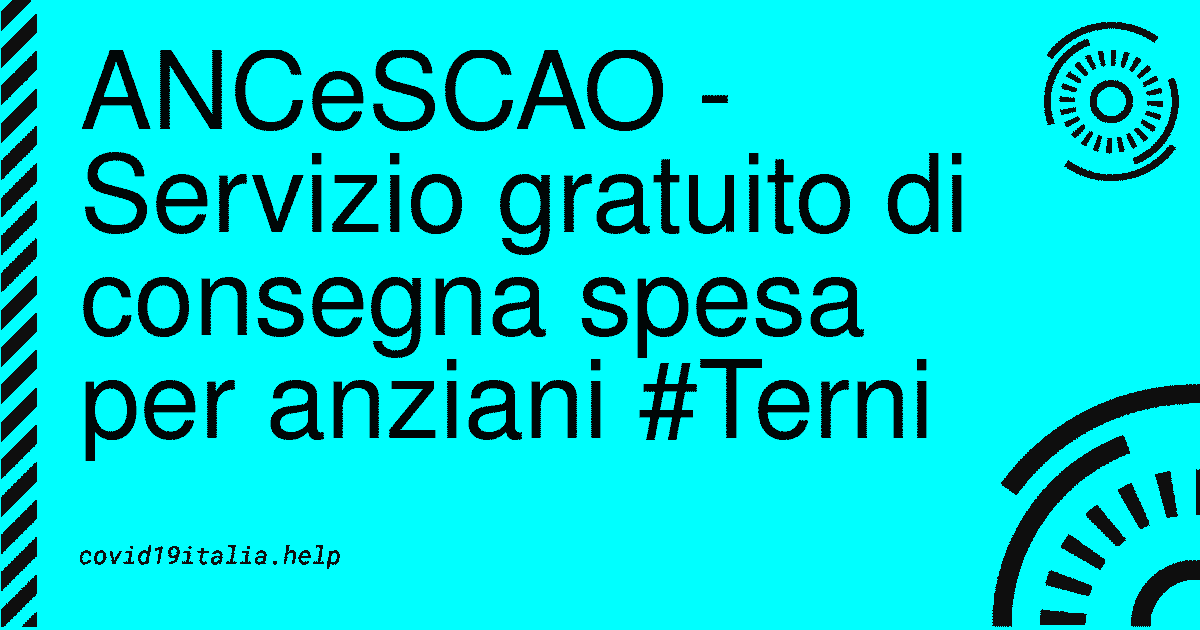 ANCeSCAO -
Servizio gratuito di
consegna spesa
per anziani #Terni
covid19italia.help